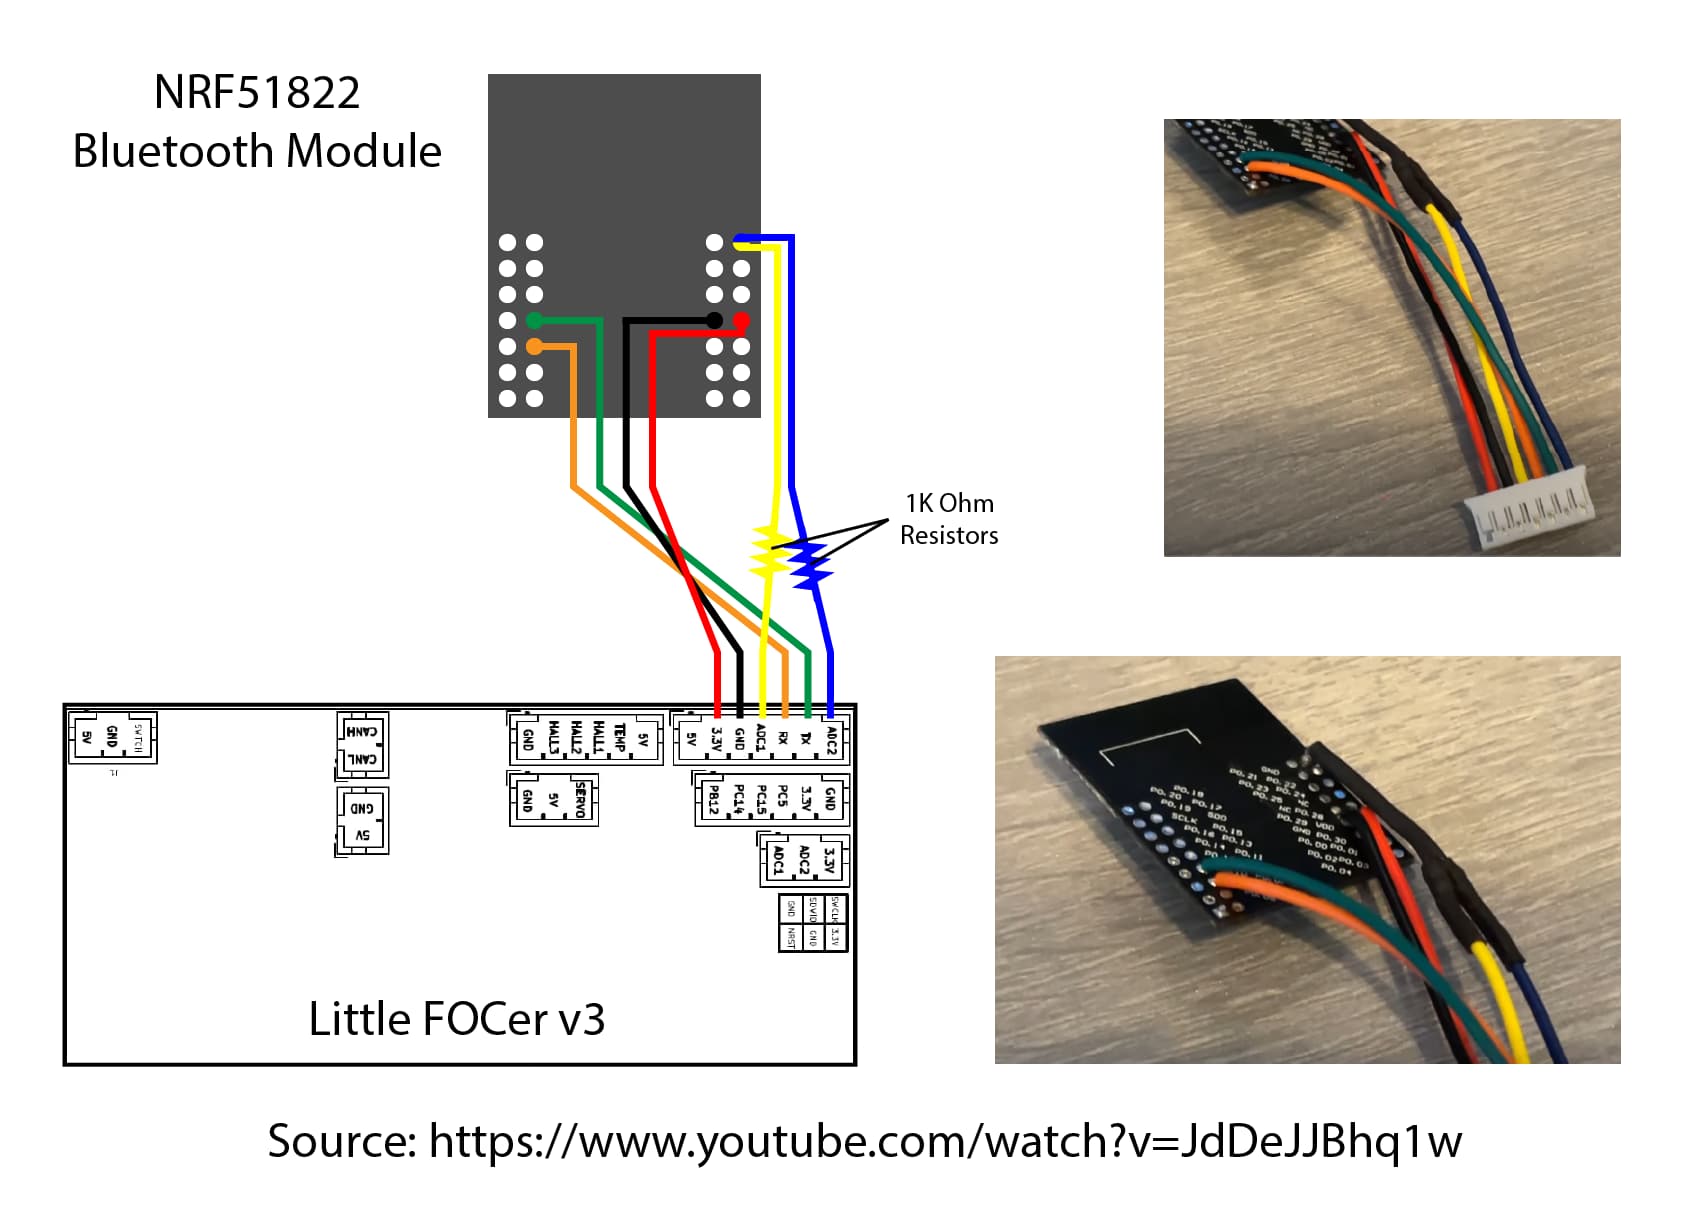 NRF51822
Bluetooth Module
1K Ohm
Resistors
5V
GND
SWTCH
J1
CANH
CANL
GND
5V
GND
HALL3
HALL2
HALL1
TEMP
5V
GND
5V
SERVO
5V
3.3V
GND
ADC1
RX
TX
ADC2
PB12
PC14
PC15
PC5
3.3V
GND
ADC1
ADC2
3.3V
GND
SDWIO
SWCLK
NRST
GND
3.3V
Little FOCer v3
GND
P0.21 P0.22
P0.23 P0.24
P0.25 NC
NC P0.28
P0.29 VDD
GND P0.30
P0.00 P0.01
P0.02 P0.03
P0.04
P0.18
P0.20 P0.17
P0.19 SDO
SCLK P0.15
P0.16 P0.13
P0.14 P0.11
Source: https://www.youtube.com/watch?v=JdDeJJBhq1w